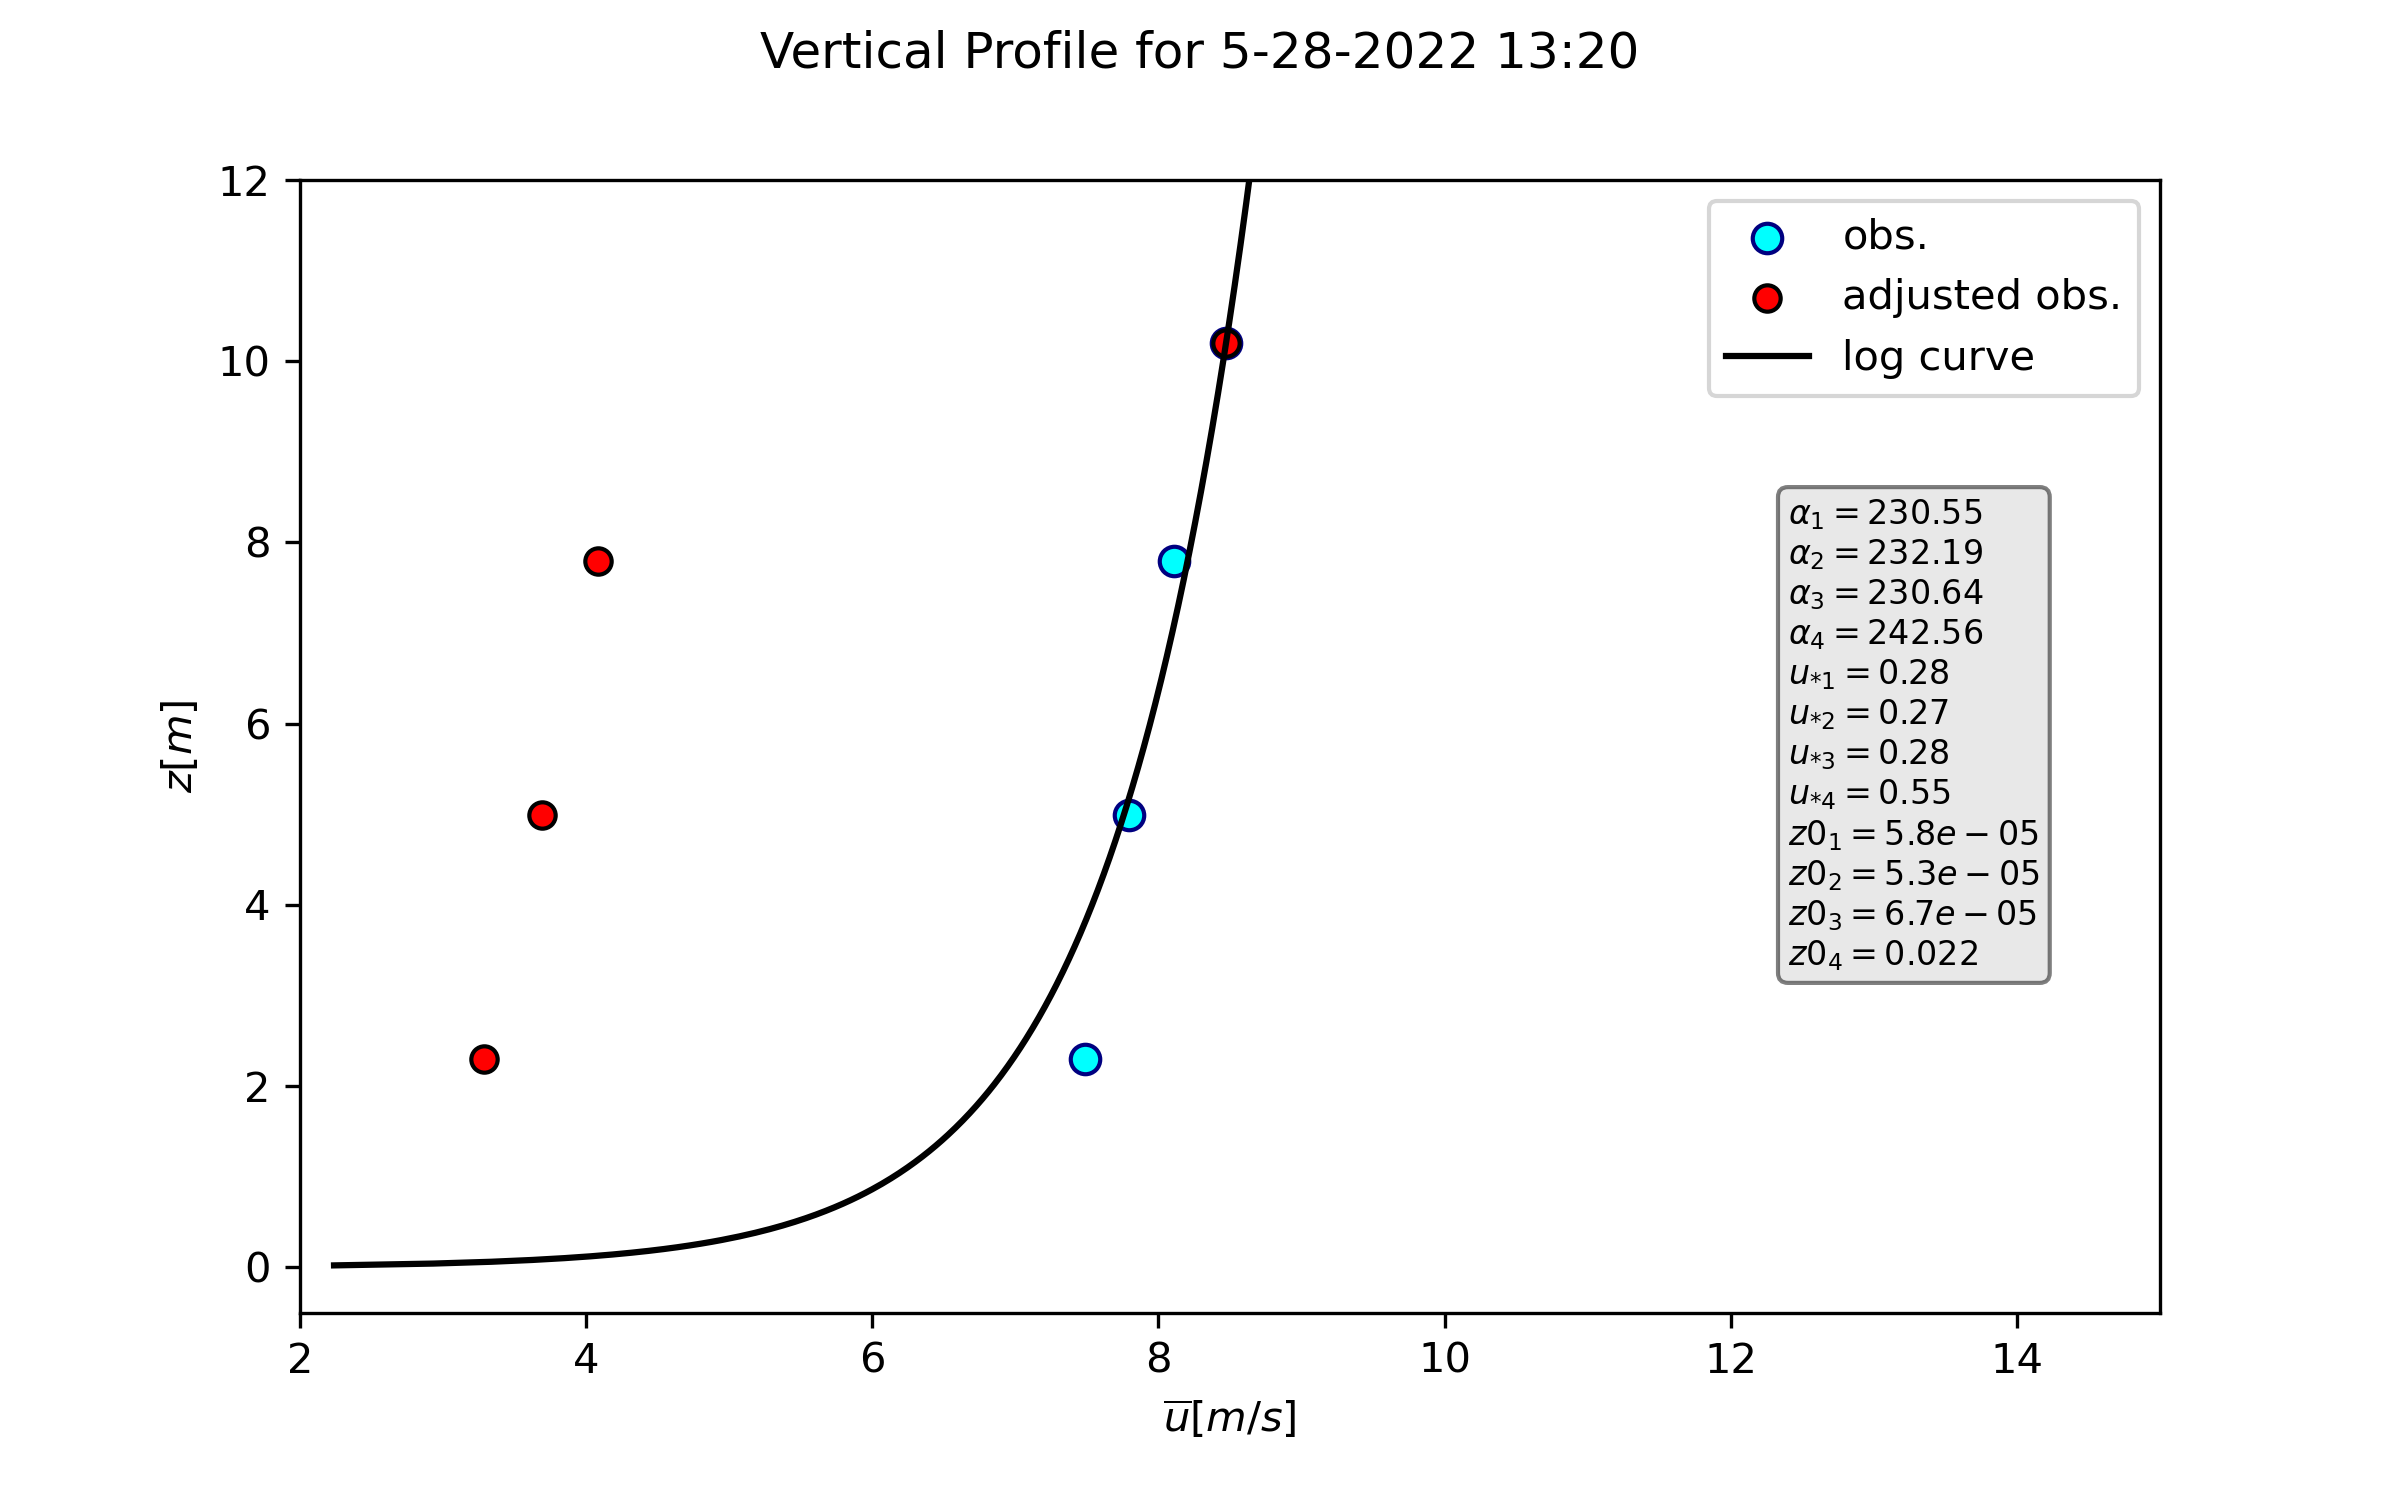 Vertical Profile for 5-28-2022 13:20
12
10
8
6
4
2
0
z[m]
2 4 6 8 10 12 14
u̅[m/s]
obs.
adjusted obs.
log curve
α₁ = 230.55
α₂ = 232.19
α₃ = 230.64
α₄ = 242.56
u*₁ = 0.28
u*₂ = 0.27
u*₃ = 0.28
u*₄ = 0.55
z0₁ = 5.8e − 05
z0₂ = 5.3e − 05
z0₃ = 6.7e − 05
z0₄ = 0.022